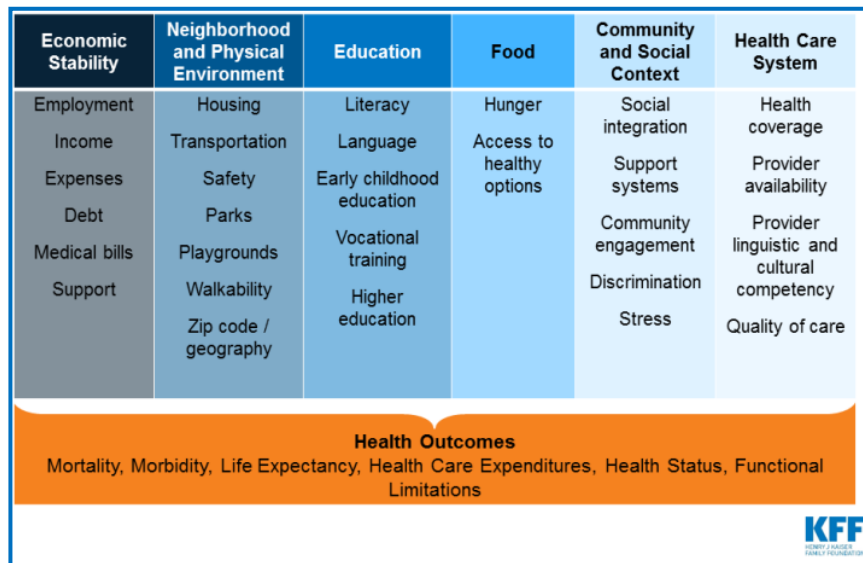 Economic
Stability
Neighborhood
and Physical
Environment
Education
Food
Community
and Social
Context
Health Care
System
Employment
Income
Expenses
Debt
Medical bills
Support
Housing
Transportation
Safety
Parks
Playgrounds
Walkability
Zip code /
geography
Literacy
Language
Early childhood
education
Vocational
training
Higher
education
Hunger
Access to
healthy
options
Social
integration
Support
systems
Community
engagement
Discrimination
Stress
Health
coverage
Provider
availability
Provider
linguistic and
cultural
competency
Quality of care
Health Outcomes
Mortality, Morbidity, Life Expectancy, Health Care Expenditures, Health Status, Functional
Limitations
KFF
HENRY J KAISER
FAMILY FOUNDATION